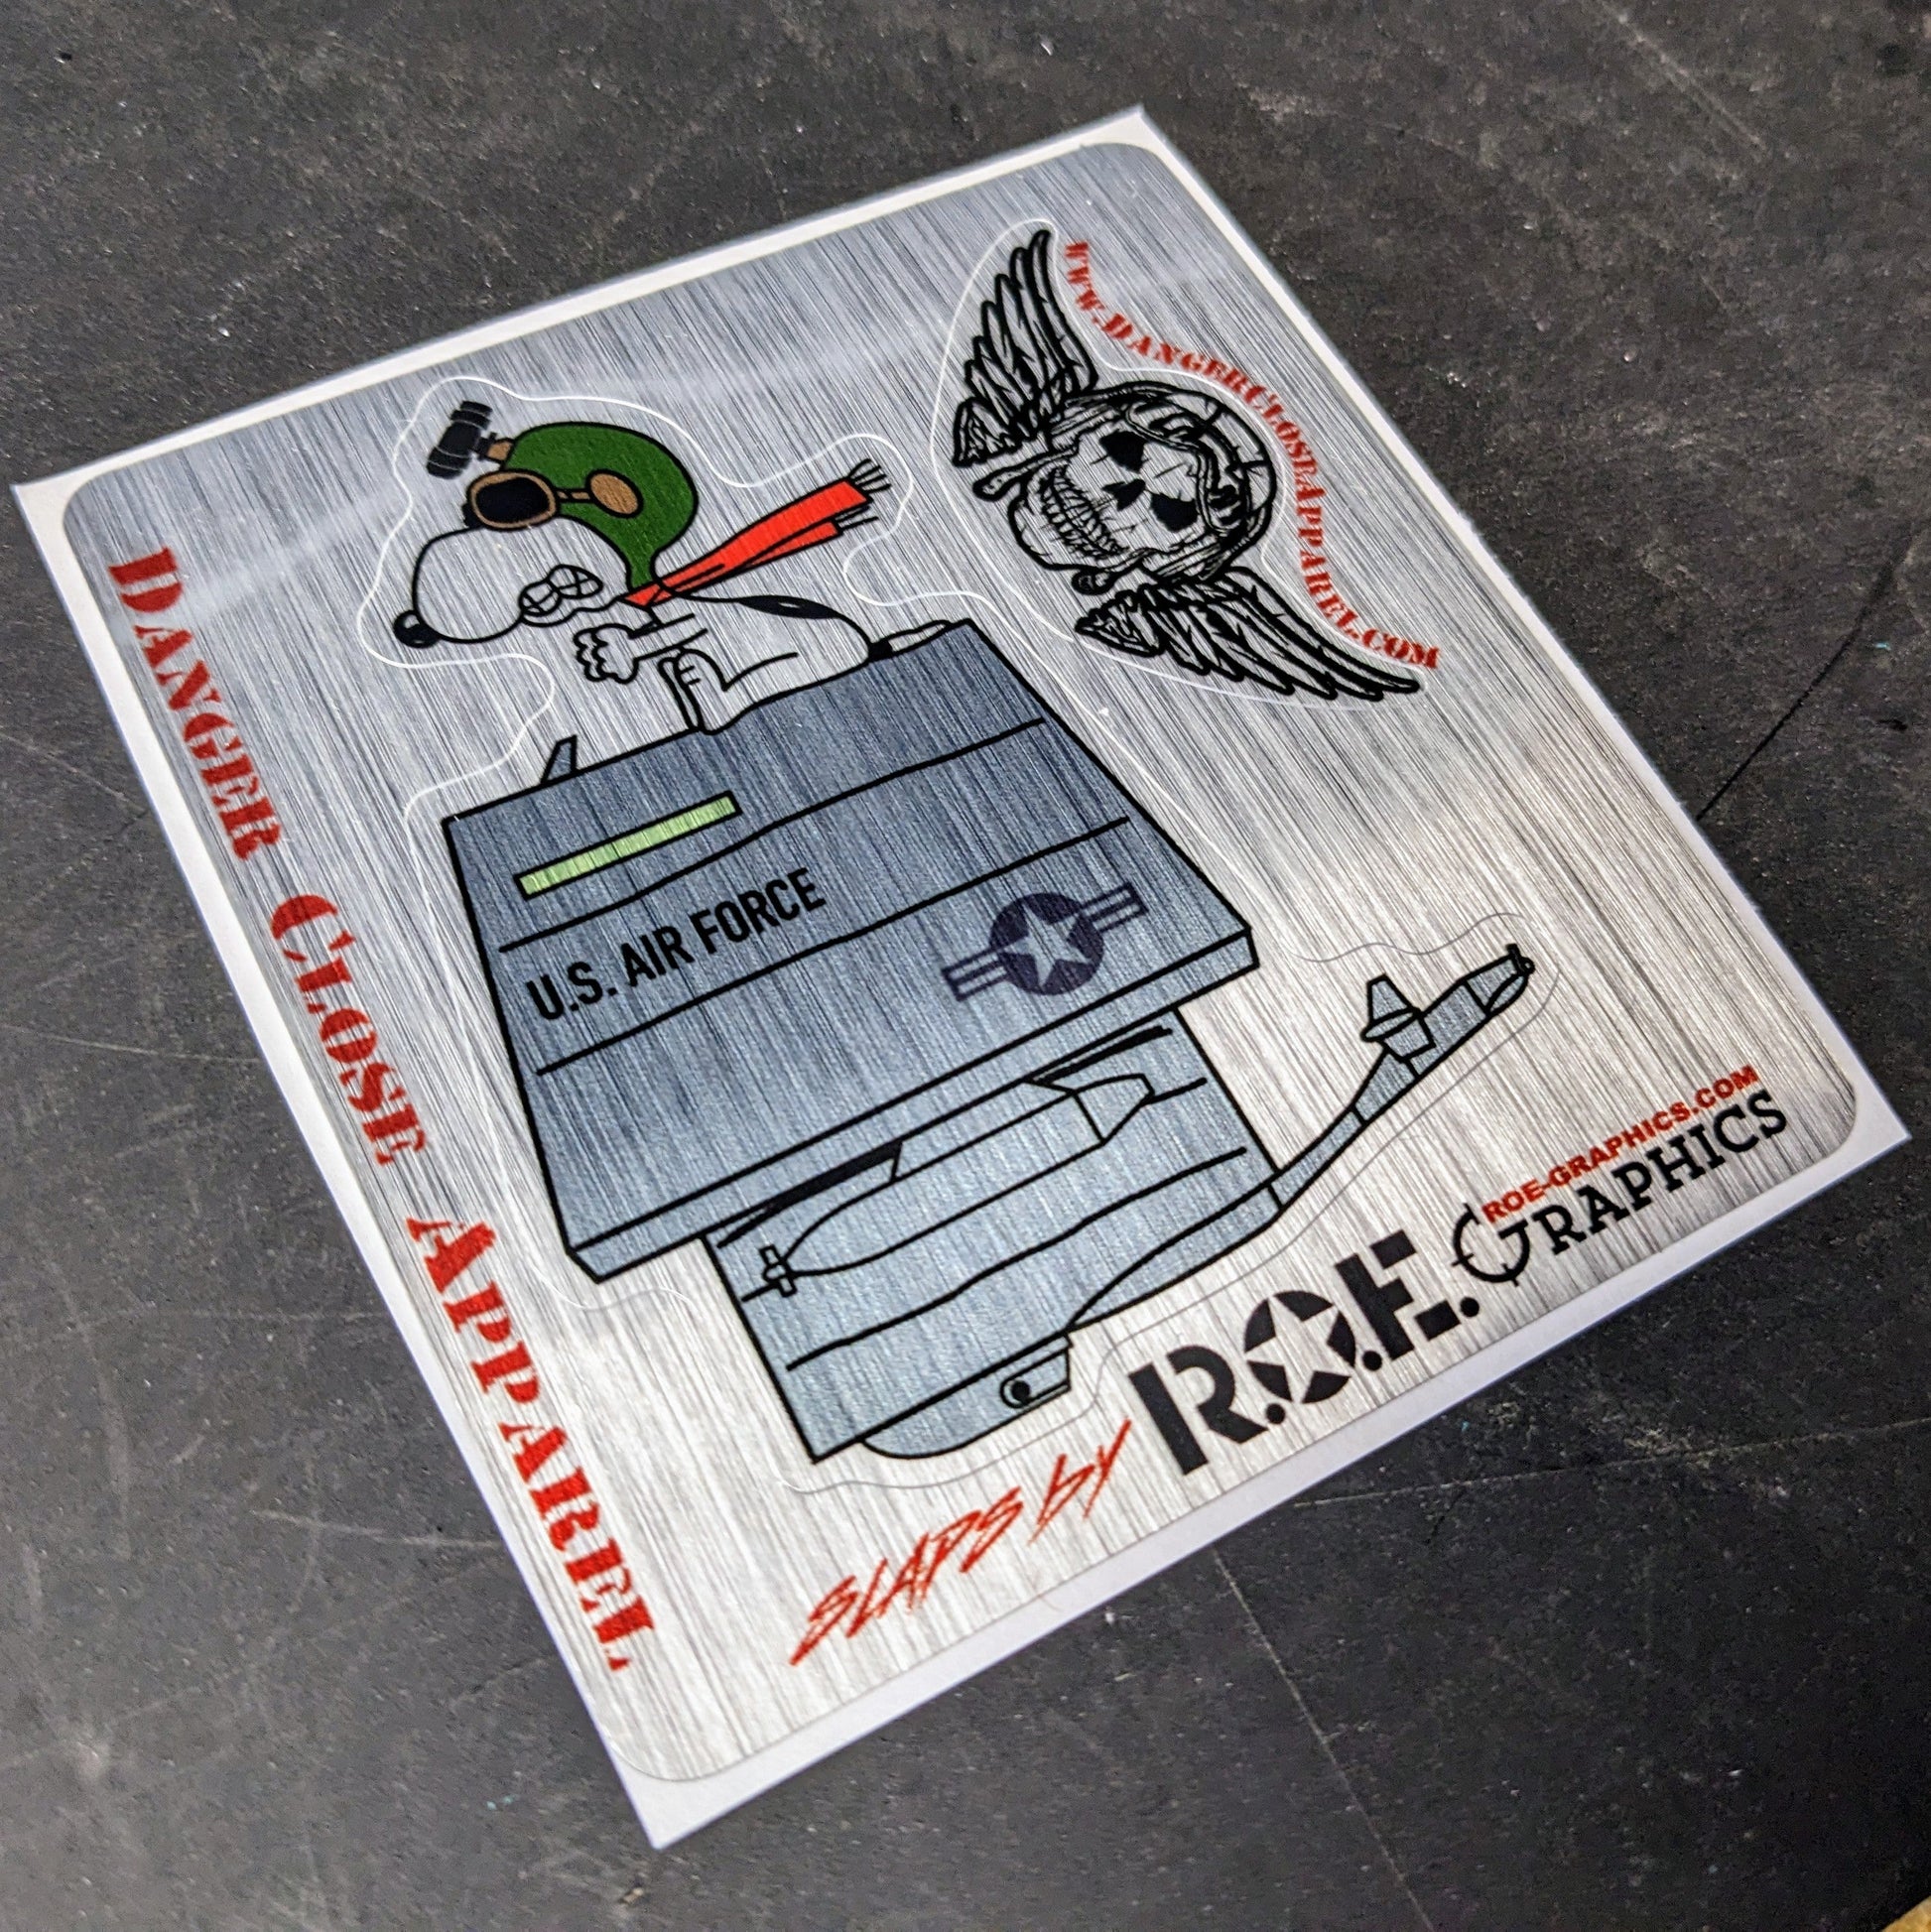 DANGER CLOSE APPAREL
WWW.DANGERCLOSEAPPAREL.COM
U.S. AIR FORCE
SLAPS by
R.O.E.
ROE-GRAPHICS.COM
GRAPHICS